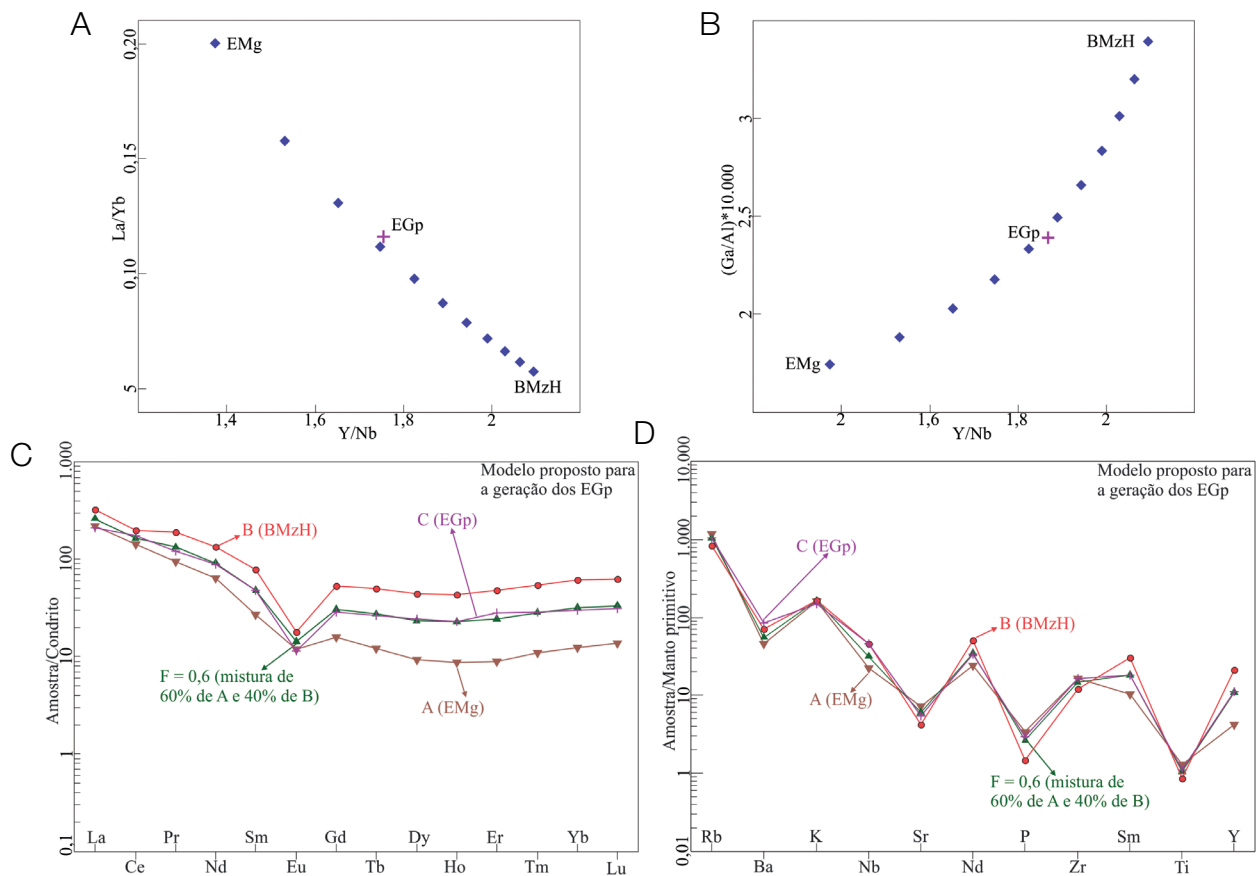 A
0,20
0,15
0,10
5
La/Yb
EMg
EGp
BMzH
1,4
1,6
1,8
2
Y/Nb
B
3
2,5
2
(Ga/Al)*10.000
BMzH
EGp
EMg
2
1,6
1,8
2
Y/Nb
C
1.000
100
10
1
0,1
Amostra/Condrito
Modelo proposto para
a geração dos EGp
B (BMzH)
C (EGp)
F = 0,6 (mistura de
60% de A e 40% de B)
A (EMg)
La
Pr
Sm
Gd
Dy
Er
Yb
Ce
Nd
Eu
Tb
Ho
Tm
Lu
D
10.000
1.000
100
10
1
0,01
Amostra/Manto primitivo
Modelo proposto para
a geração dos EGp
C (EGp)
B (BMzH)
A (EMg)
F = 0,6 (mistura de
60% de A e 40% de B)
Rb
K
Sr
P
Sm
Y
Ba
Nb
Nd
Zr
Ti